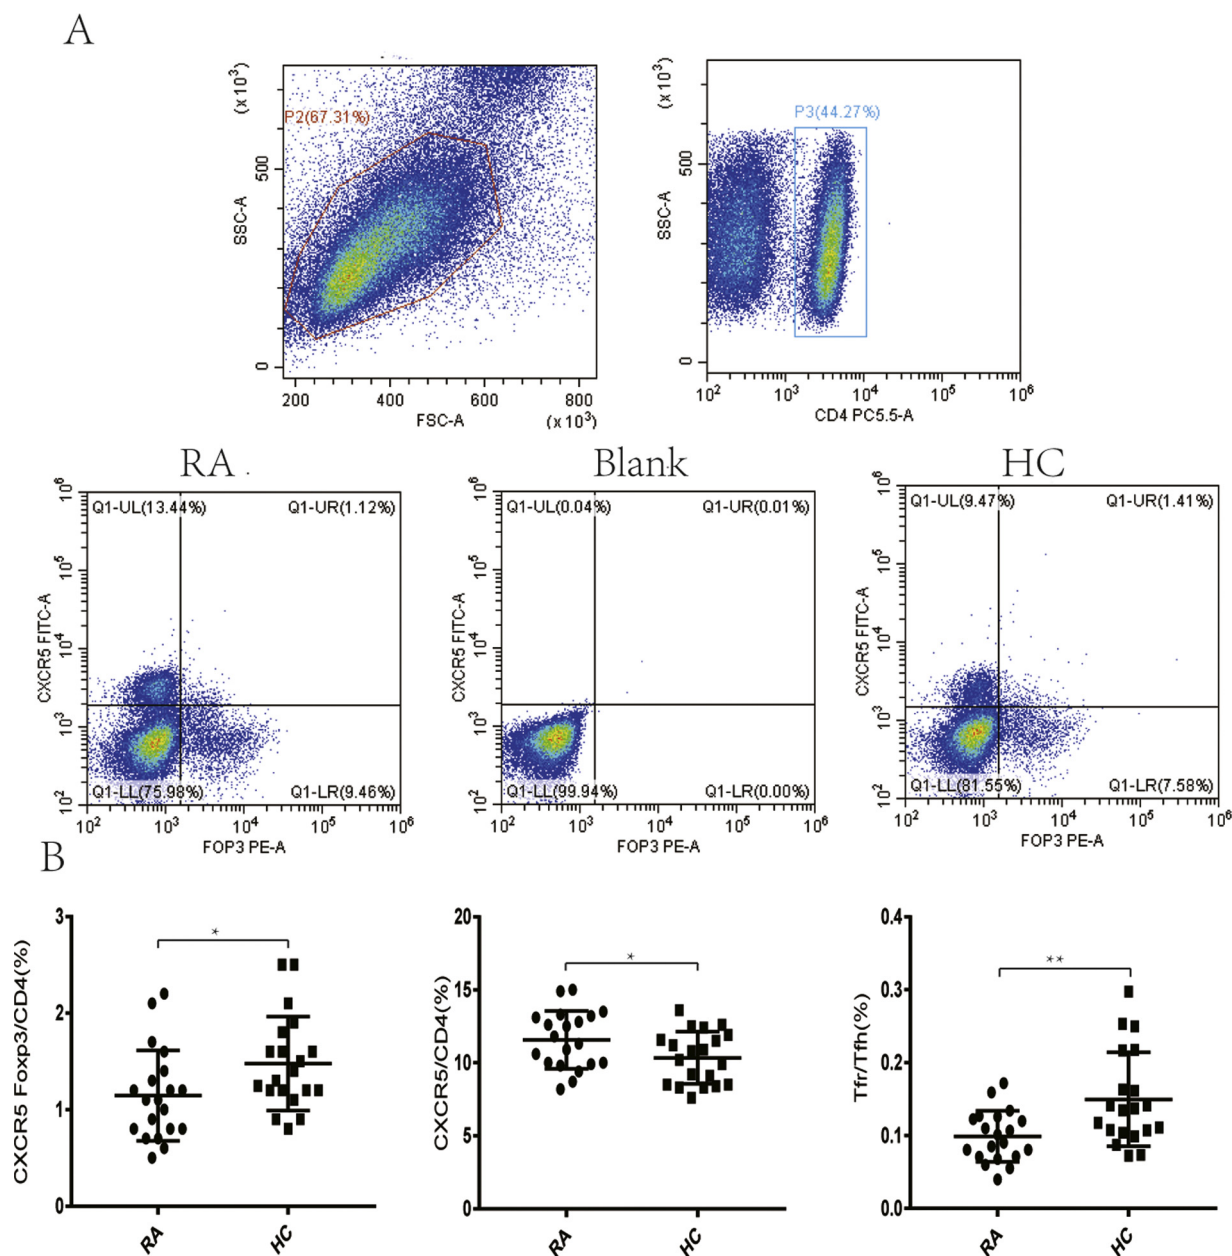 A
P2(67.31%)
(x 10³)
500
0
SSC-A
200 400 600 800
FSC-A (x 10³)
P3(44.27%)
(x 10³)
500
0
SSC-A
10² 10³ 10⁴ 10⁵ 10⁶
CD4 PC5.5-A
RA
Q1-UL(13.44%) Q1-UR(1.12%)
Q1-LL(75.98%) Q1-LR(9.46%)
CXCR5 FITC-A
10⁶
10⁵
10⁴
10³
10²
10² 10³ 10⁴ 10⁵ 10⁶
FOP3 PE-A
Blank
Q1-UL(0.04%) Q1-UR(0.01%)
Q1-LL(99.94%) Q1-LR(0.00%)
CXCR5 FITC-A
10⁶
10⁵
10⁴
10³
10²
10² 10³ 10⁴ 10⁵ 10⁶
FOP3 PE-A
HC
Q1-UL(9.47%) Q1-UR(1.41%)
Q1-LL(81.55%) Q1-LR(7.58%)
CXCR5 FITC-A
10⁶
10⁵
10⁴
10³
10²
10² 10³ 10⁴ 10⁵ 10⁶
FOP3 PE-A
B
CXCR5 Foxp3/CD4(%)
3
2
1
0
*
RA HC
CXCR5/CD4(%)
20
15
10
5
0
*
RA HC
Tfr/Tfh(%)
0.4
0.3
0.2
0.1
0.0
**
RA HC